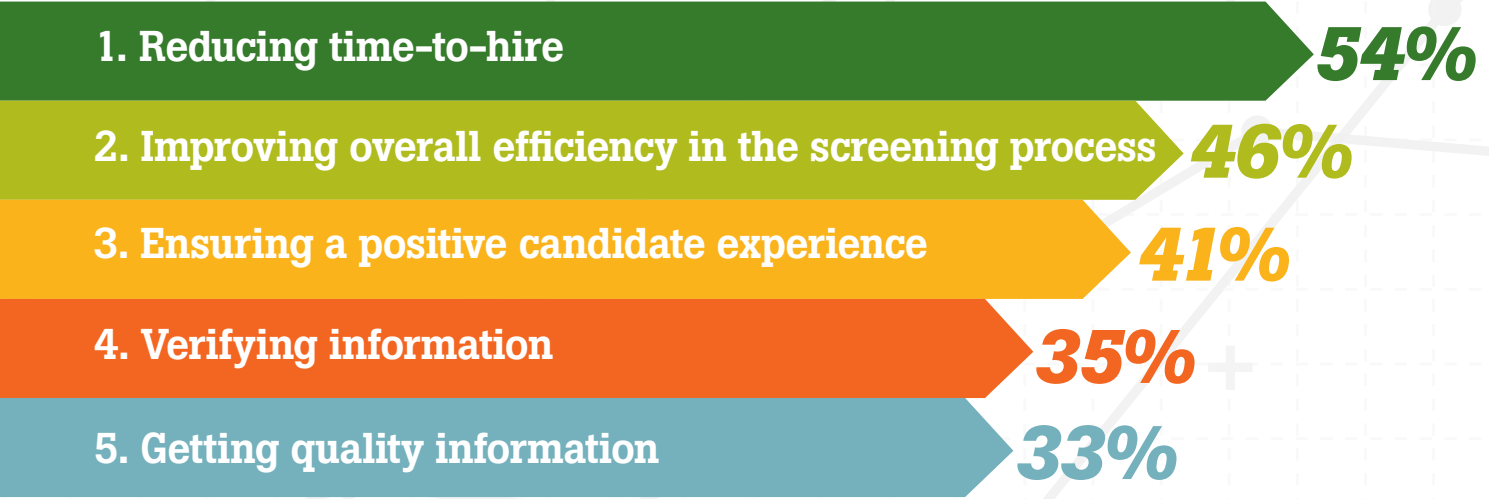 1. Reducing time-to-hire 54%
2. Improving overall efficiency in the screening process 46%
3. Ensuring a positive candidate experience 41%
4. Verifying information 35%
5. Getting quality information 33%